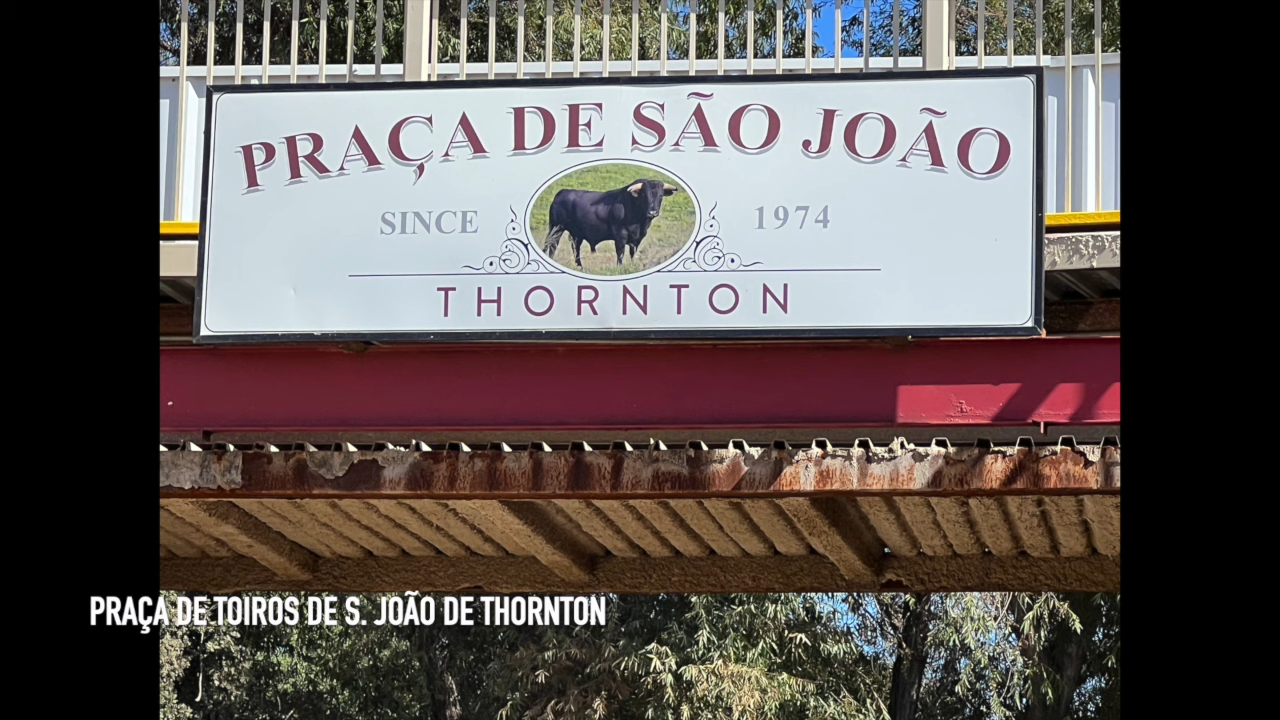 PRAÇA DE SÃO JOÃO
SINCE 1974
THORNTON
PRAÇA DE TOIROS DE S. JOÃO DE THORNTON